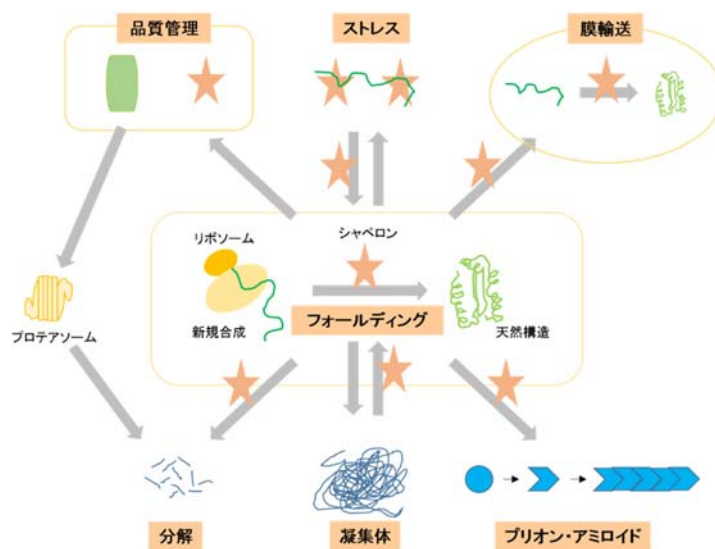 品質管理
ストレス
膜輸送
リボソーム
シャペロン
新規合成
フォールディング
天然構造
プロテアソーム
分解
凝集体
プリオン・アミロイド